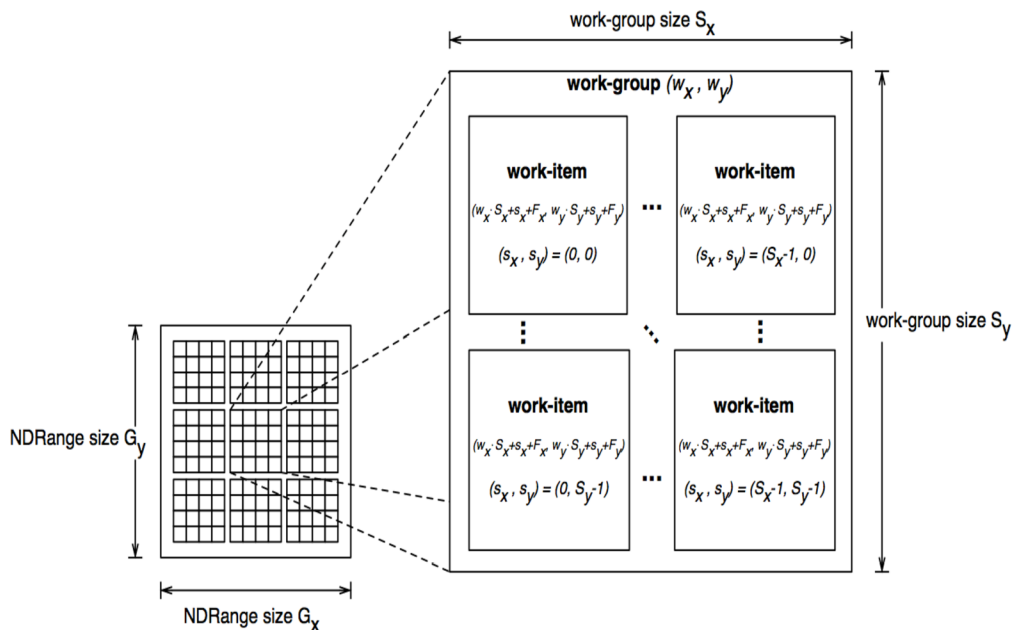 work-group size Sx
work-group (wx , wy)
work-item
work-item
(wx· Sx+sx+Fx, wy· Sy+sy+Fy)
(wx· Sx+sx+Fx, wy· Sy+sy+Fy)
(sx , sy) = (0, 0)
(sx , sy) = (Sx-1, 0)
work-group size Sy
NDRange size Gy
work-item
work-item
(wx· Sx+sx+Fx, wy· Sy+sy+Fy)
(wx· Sx+sx+Fx, wy· Sy+sy+Fy)
(sx , sy) = (0, Sy-1)
(sx , sy) = (Sx-1, Sy-1)
NDRange size Gx